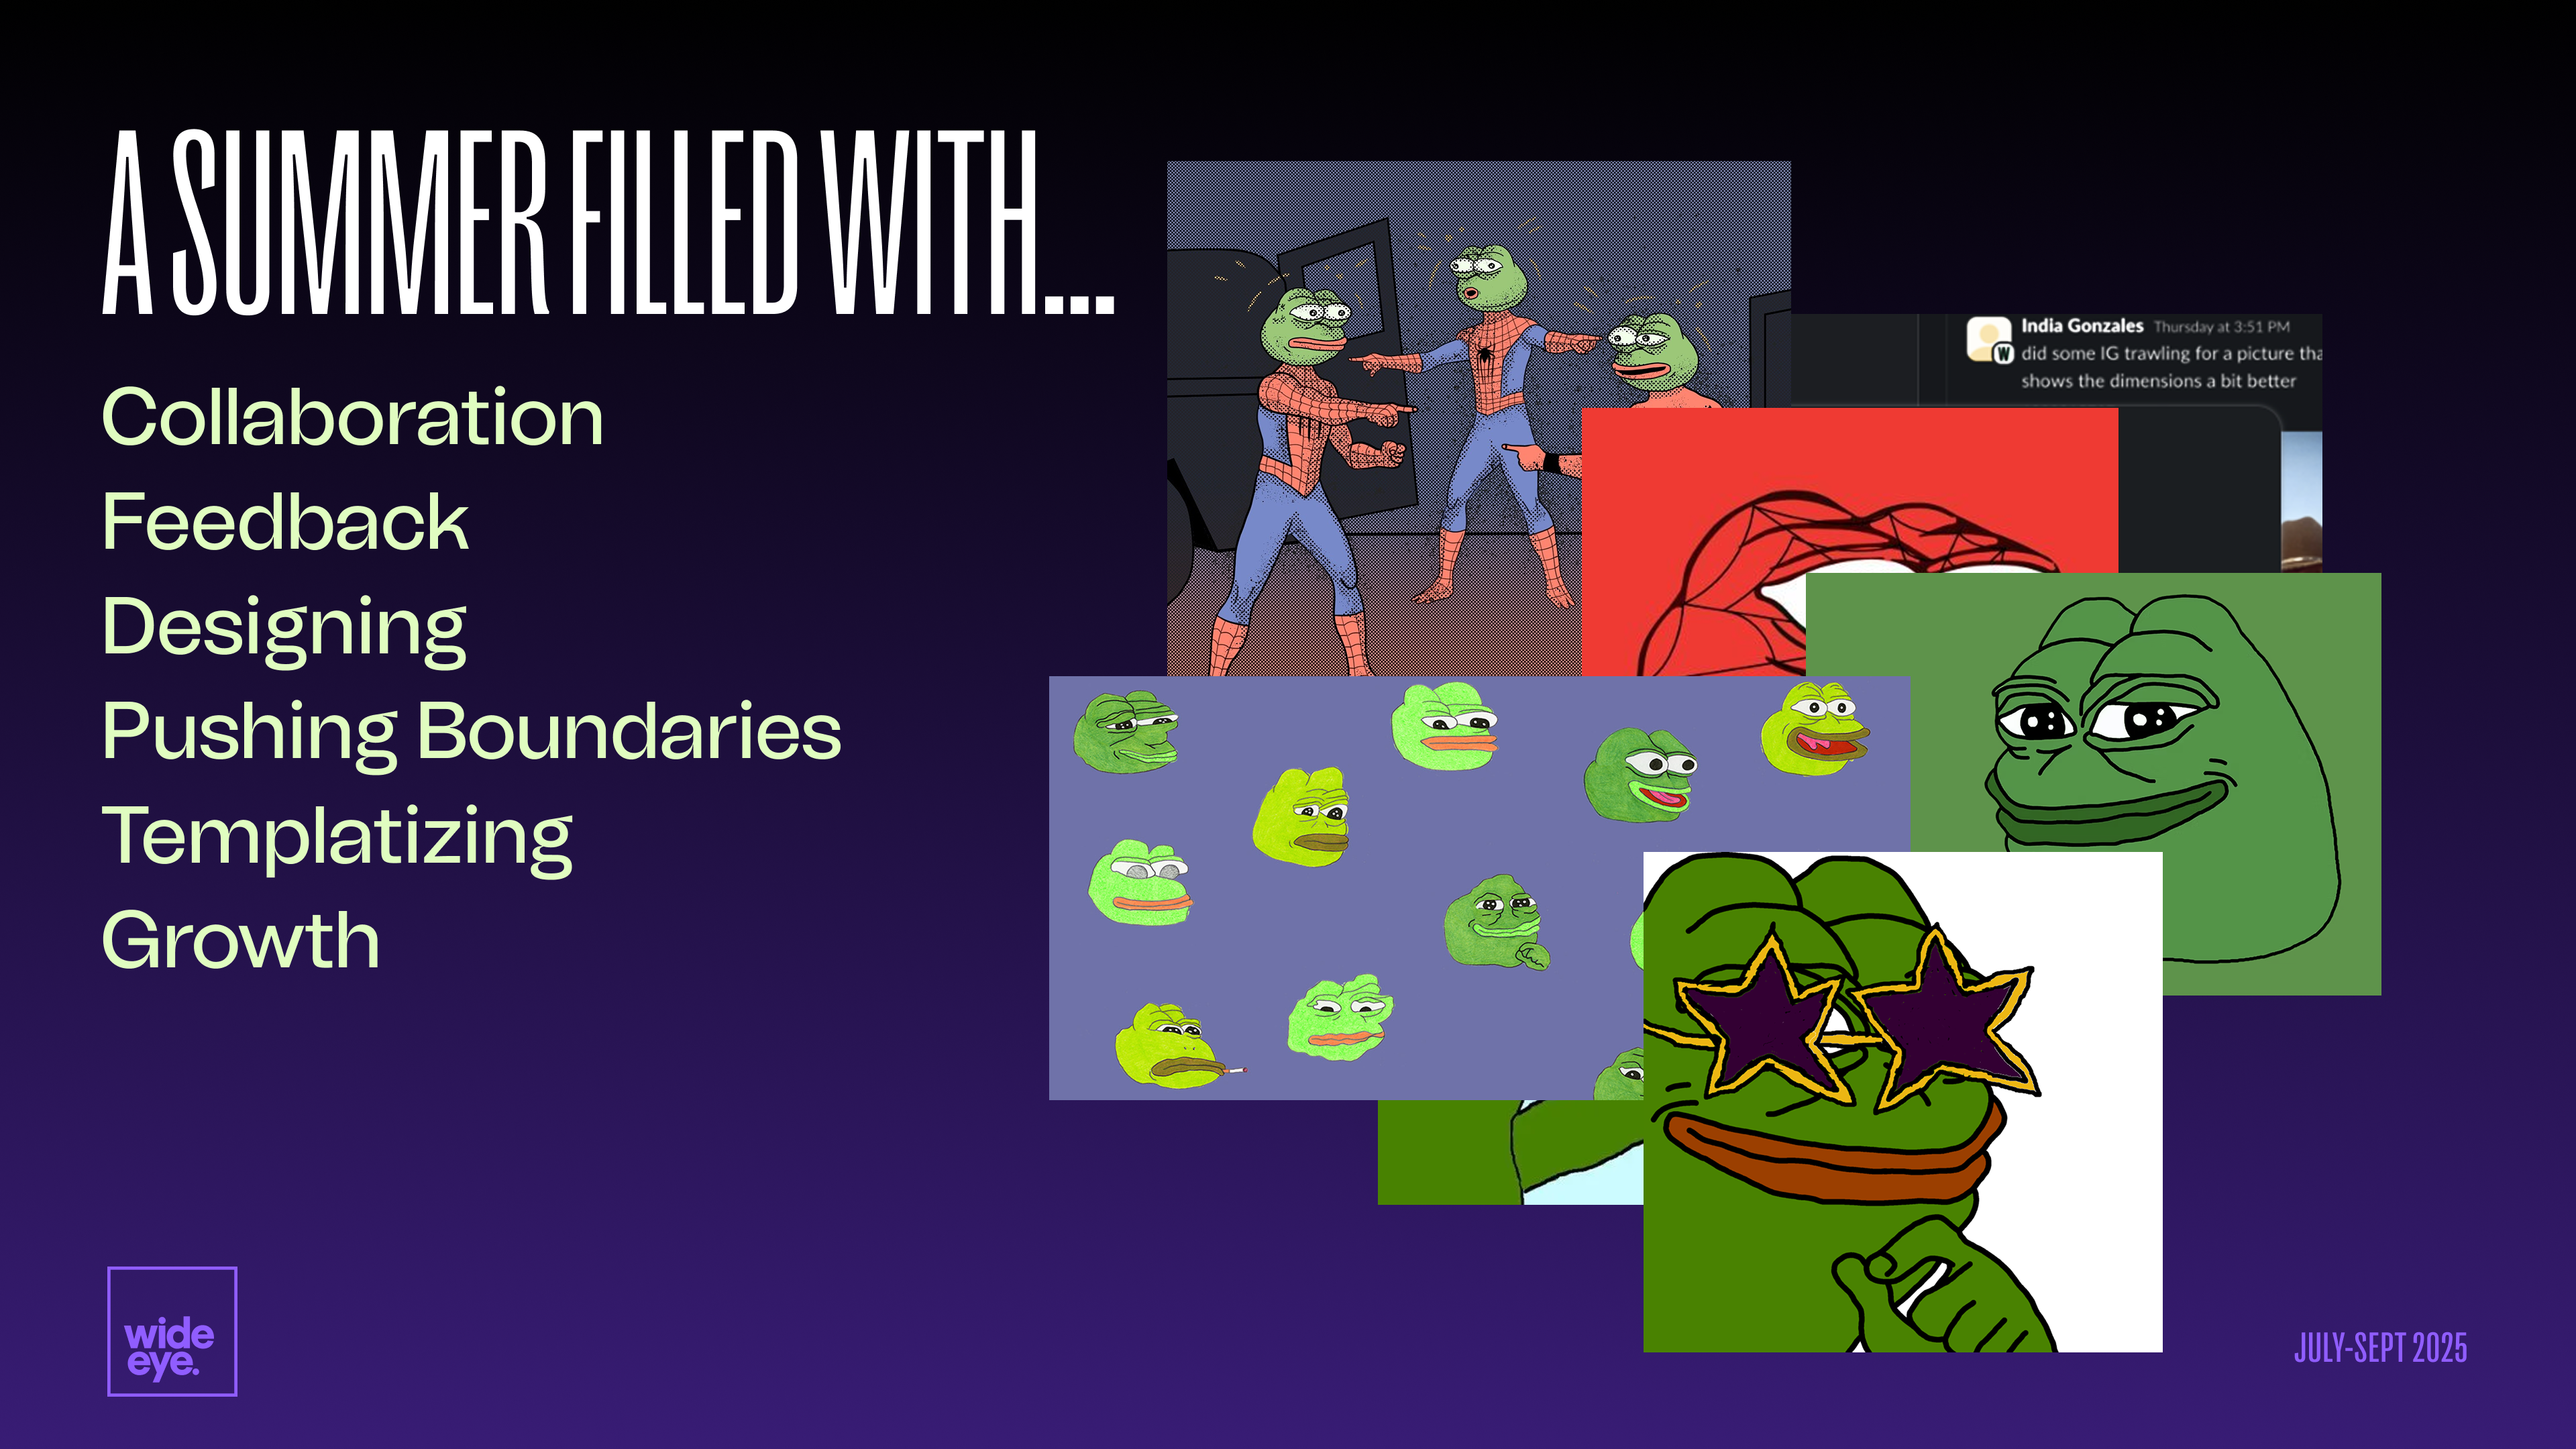 A SUMMER FILLED WITH...
Collaboration
Feedback
Designing
Pushing Boundaries
Templatizing
Growth
India Gonzales Thursday at 3:51 PM
W
did some IG trawling for a picture tha
shows the dimensions a bit better
wide
eye.
JULY-SEPT 2025